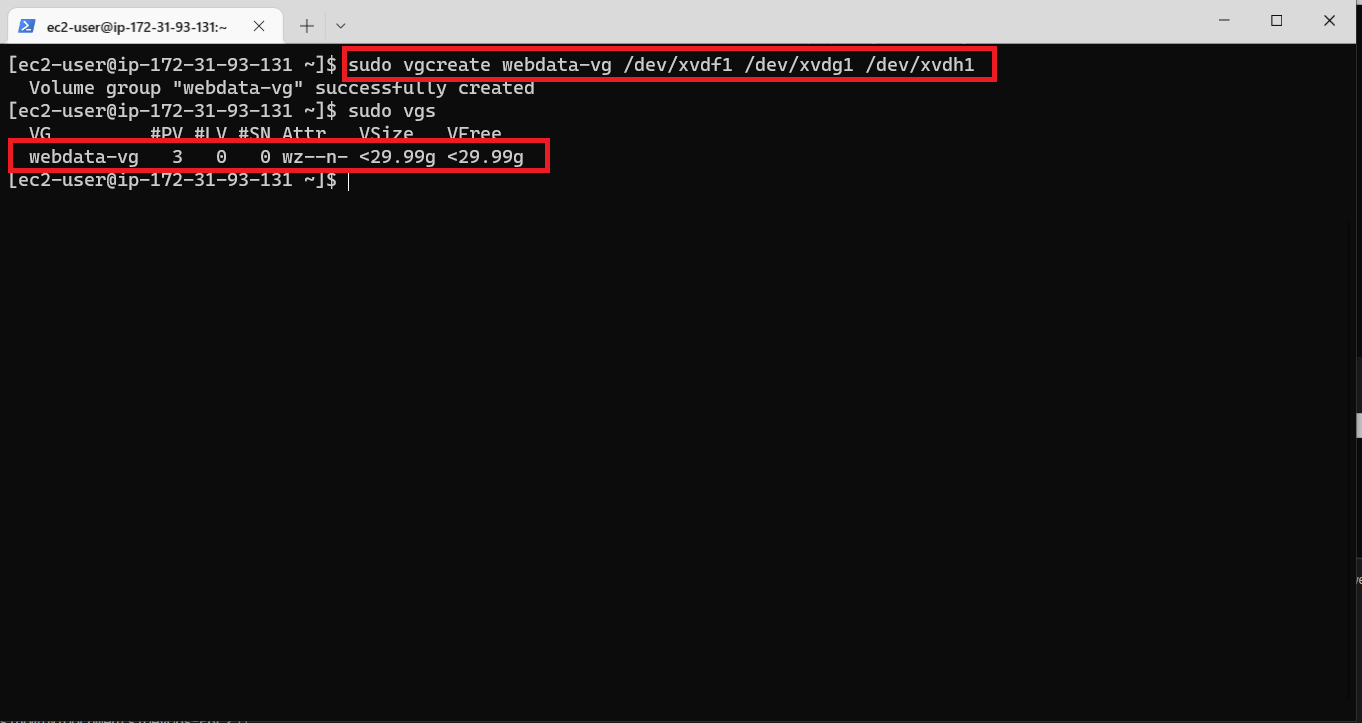 ec2-user@ip-172-31-93-131:~
[ec2-user@ip-172-31-93-131 ~]$ sudo vgcreate webdata-vg /dev/xvdf1 /dev/xvdg1 /dev/xvdh1
  Volume group "webdata-vg" successfully created
[ec2-user@ip-172-31-93-131 ~]$ sudo vgs
  VG         #PV #LV #SN Attr   VSize   VFree
  webdata-vg   3   0   0 wz--n- <29.99g <29.99g
[ec2-user@ip-172-31-93-131 ~]$